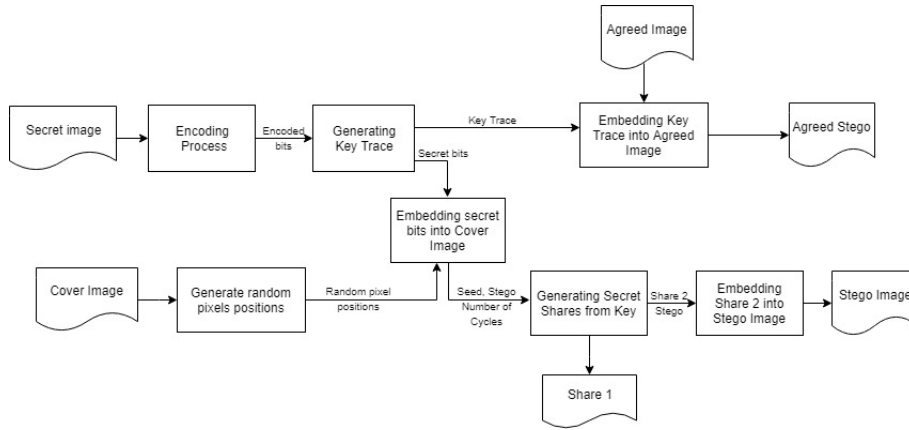 Agreed Image
Secret image
Encoding
Process
Encoded
bits
Generating
Key Trace
Key Trace
Secret bits
Embedding Key
Trace into Agreed
Image
Agreed Stego
Embedding secret
bits into Cover
Image
Cover Image
Generate random
pixels positions
Random pixel
positions
Seed, Stego
Number of
Cycles
Generating Secret
Shares from Key
Share 2
Stego
Embedding
Share 2 into
Stego Image
Stego Image
Share 1